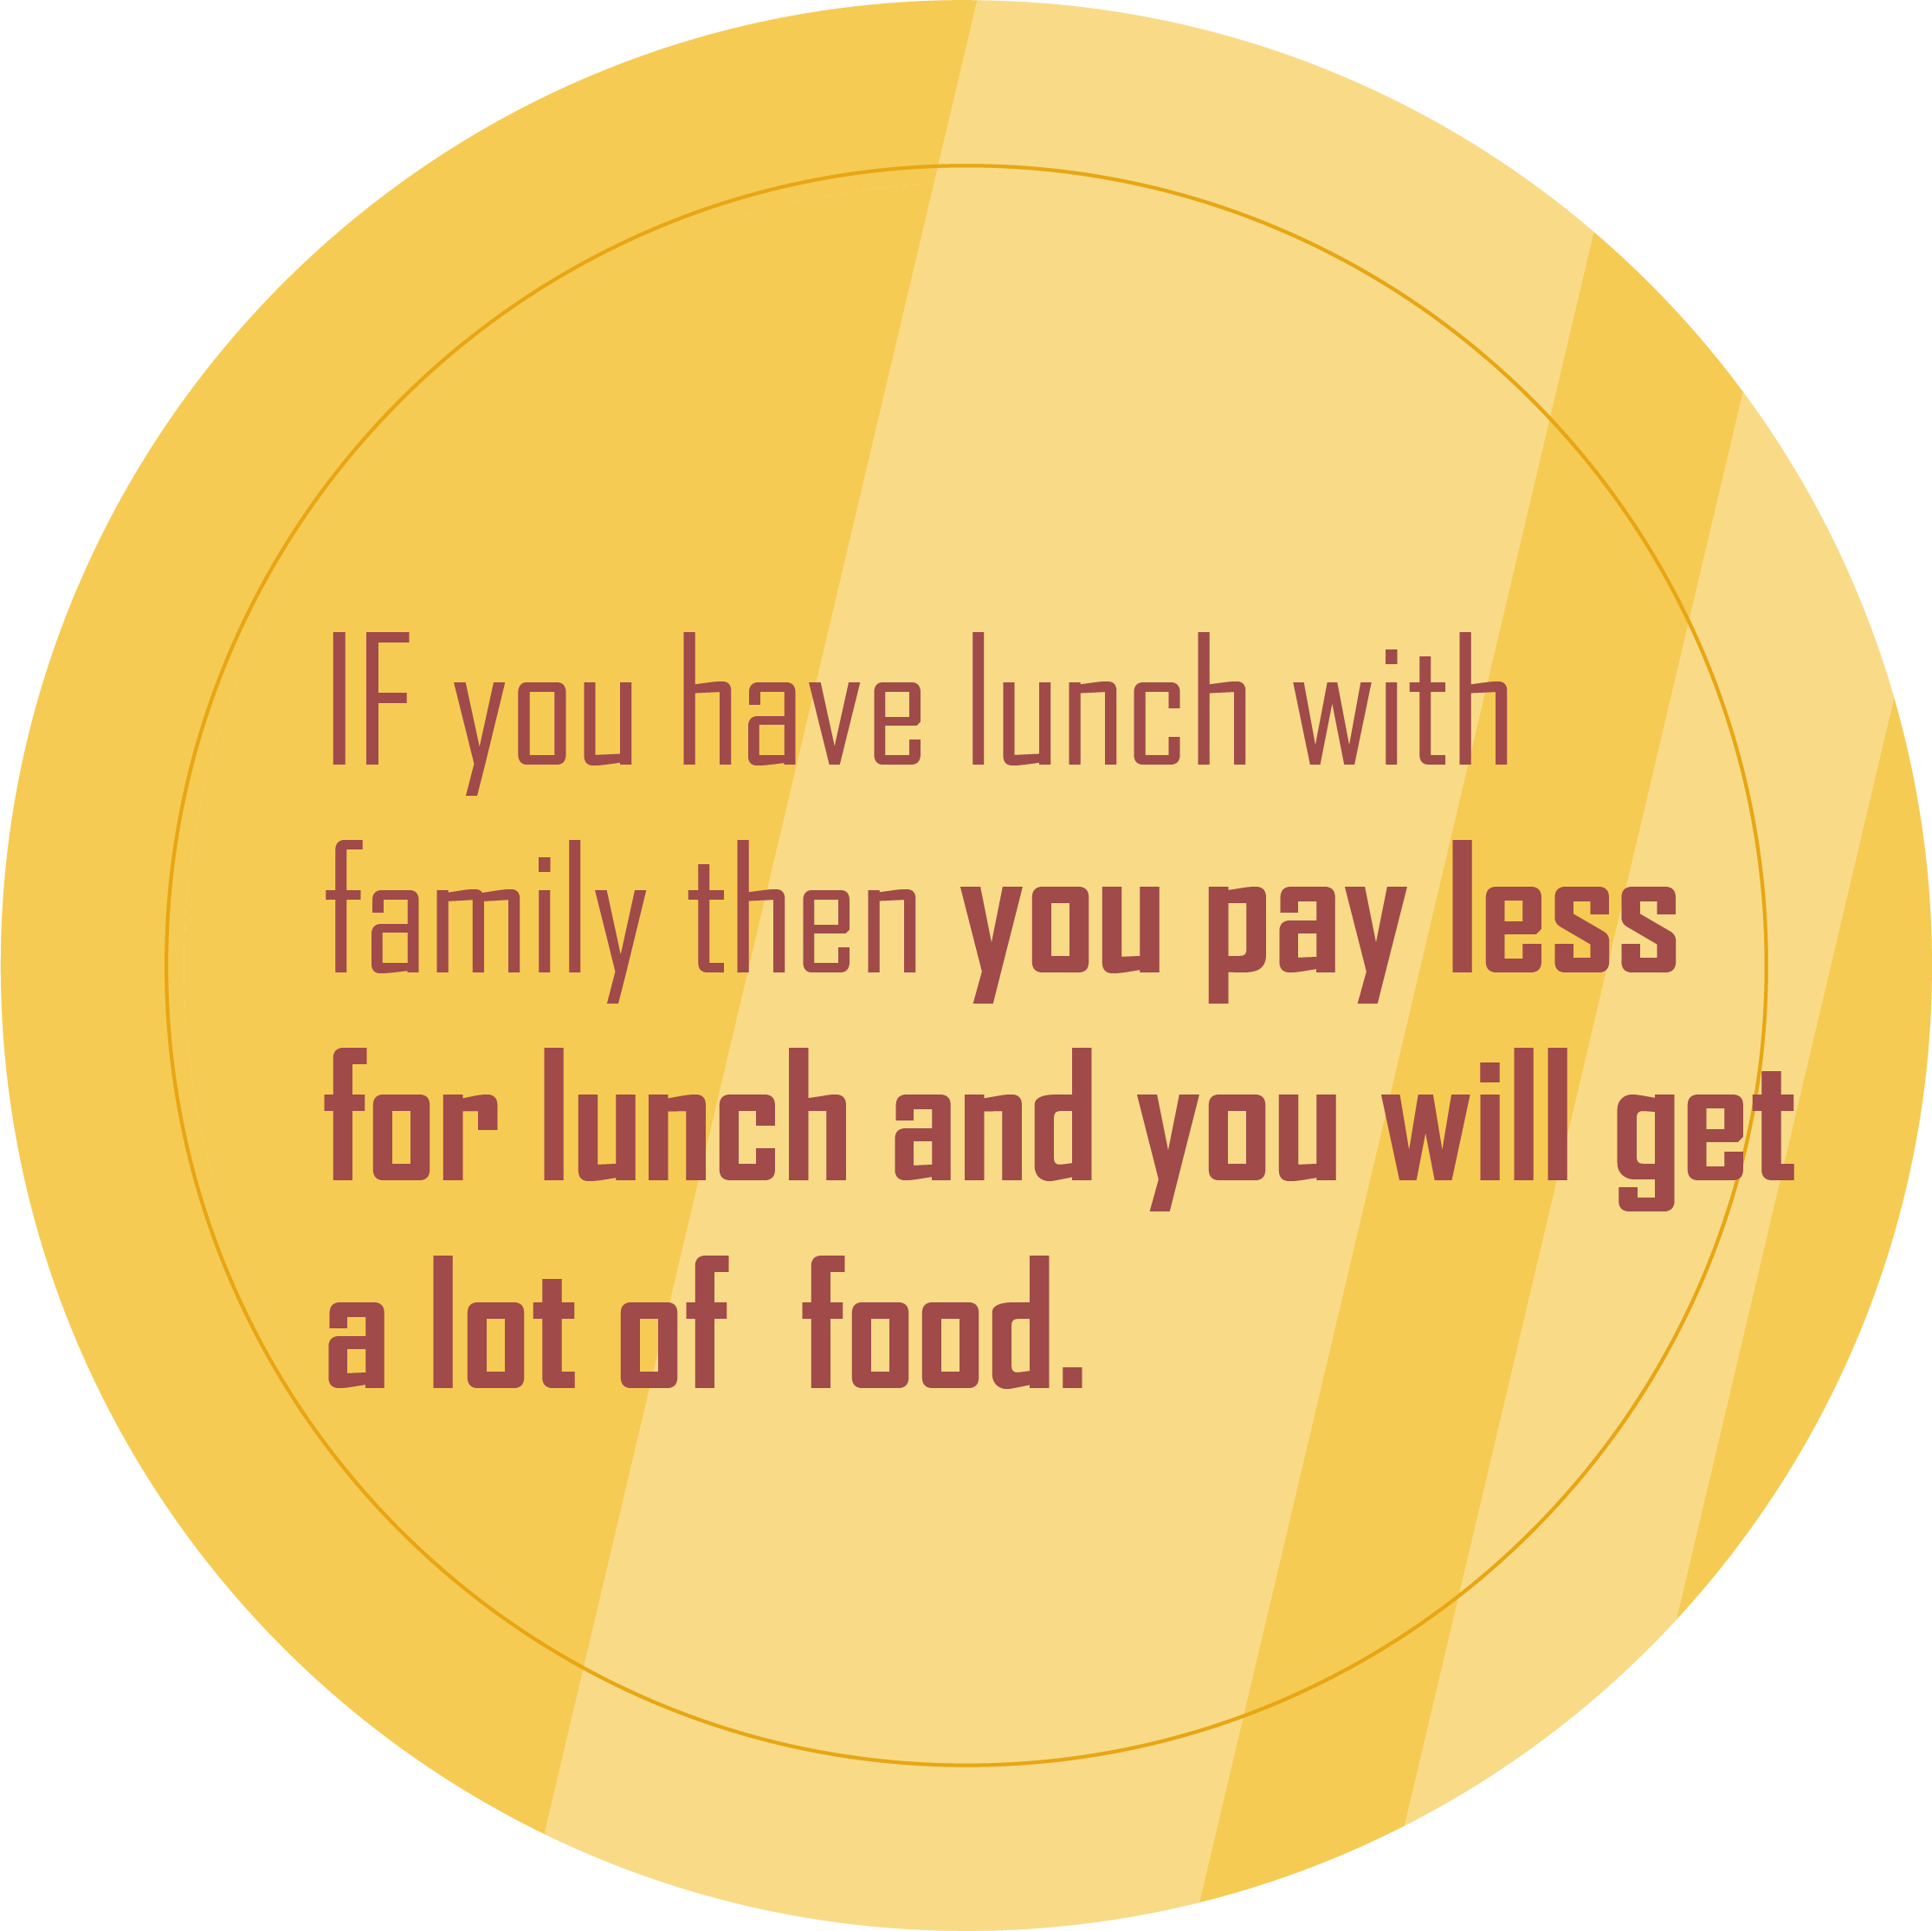 IF you have lunch with
family then you pay less
for lunch and you will get
a lot of food.